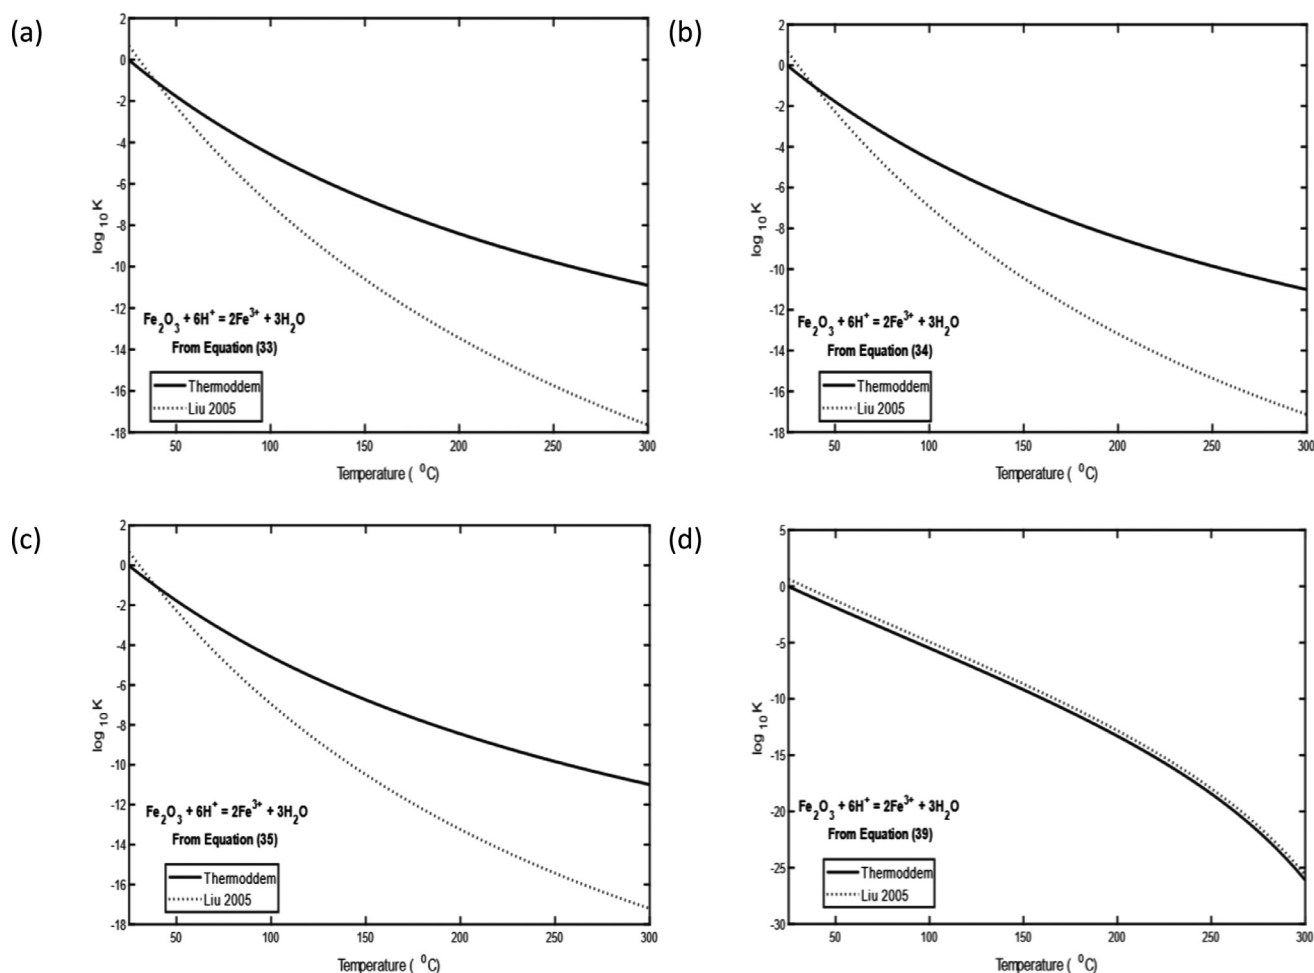 (a)
2
0
-2
-4
-6
-8
-10
-12
-14
-16
-18
log 10 K
Fe2O3 + 6H+ = 2Fe3+ + 3H2O
From Equation (33)
Thermoddem
Liu 2005
50 100 150 200 250 300
Temperature ( 0C)
(b)
2
0
-2
-4
-6
-8
-10
-12
-14
-16
-18
log 10 K
Fe2O3 + 6H+ = 2Fe3+ + 3H2O
From Equation (34)
Thermoddem
Liu 2005
50 100 150 200 250 300
Temperature ( 0C)
(c)
2
0
-2
-4
-6
-8
-10
-12
-14
-16
-18
log 10 K
Fe2O3 + 6H+ = 2Fe3+ + 3H2O
From Equation (35)
Thermoddem
Liu 2005
50 100 150 200 250 300
Temperature ( 0C)
(d)
5
0
-5
-10
-15
-20
-25
-30
log 10 K
Fe2O3 + 6H+ = 2Fe3+ + 3H2O
From Equation (39)
Thermoddem
Liu 2005
50 100 150 200 250 300
Temperature ( 0C)